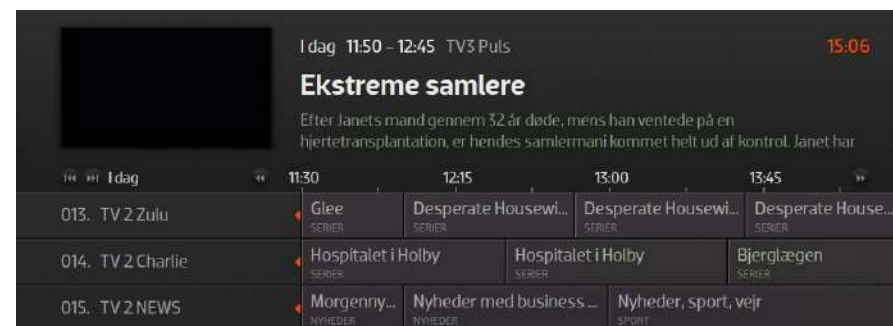 I dag 11:50 - 12:45 TV3 Puls 15:06
Ekstreme samlere
Efter Janets mand gennem 32 år døde, mens han ventede på en
hjertetransplantation, er hendes samlermani kommet helt ud af kontrol. Janet har
I dag 11:30 12:15 13:00 13:45
013. TV 2 Zulu Glee Desperate Housewi... Desperate Housewi... Desperate House...
SERIER SERIER SERIER SERIER
014. TV 2 Charlie Hospitalet i Holby Hospitalet i Holby Bjerglægen
SERIER SERIER SERIER
015. TV 2 NEWS Morgenny... Nyheder med business ... Nyheder, sport, vejr
NYHEDER NYHEDER SPORT